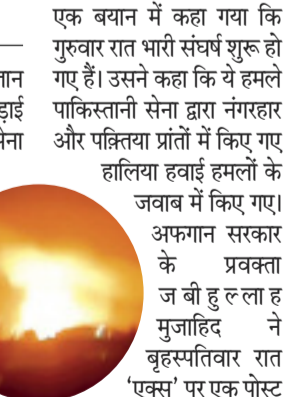 एक बयान में कहा गया कि
गुरुवार रात भारी संघर्ष शुरू हो
गए हैं। उसने कहा कि ये हमले
पाकिस्तानी सेना द्वारा नंगरहार
और पक्तिया प्रांतों में किए गए
हालिया हवाई हमलों के
जवाब में किए गए।
अफगान सरकार
के प्रवक्ता
ज बी हु ल्ला ह
मुजाहिद ने
बृहस्पतिवार रात
'एक्स' पर एक पोस्ट